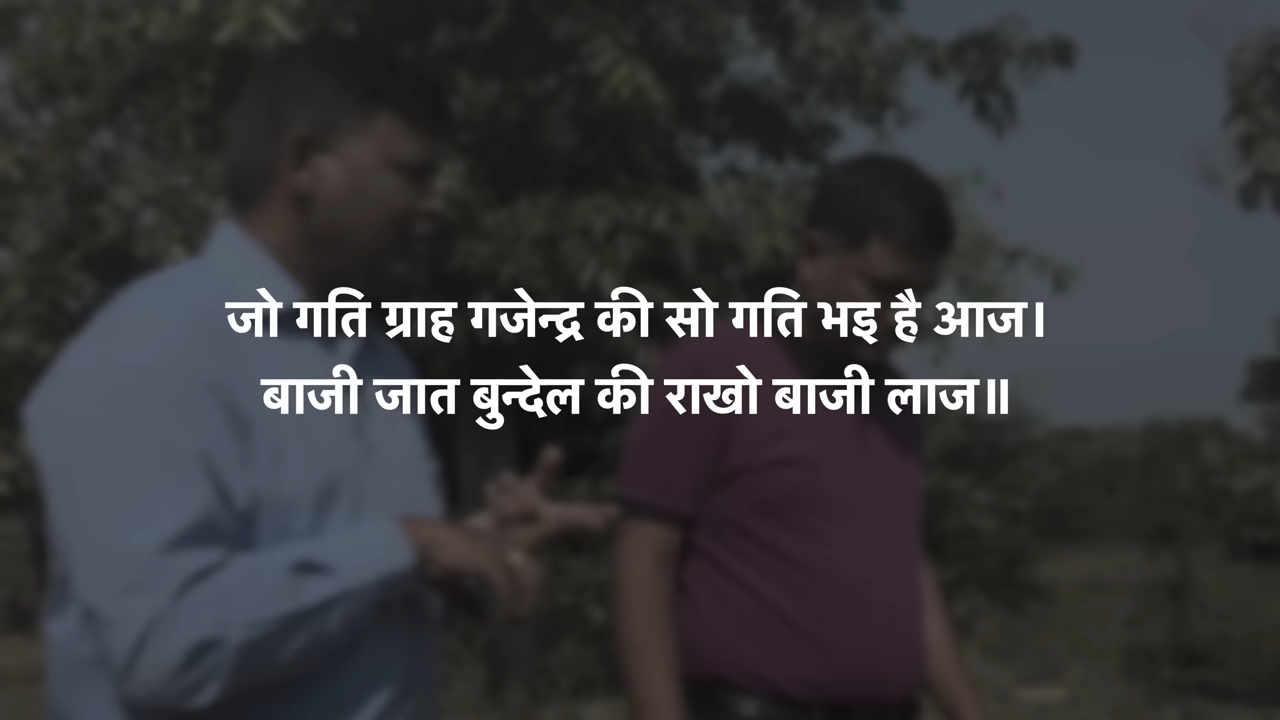 जो गति ग्राह गजेन्द्र की सो गति भइ है आज।
बाजी जात बुन्देल की राखो बाजी लाज॥